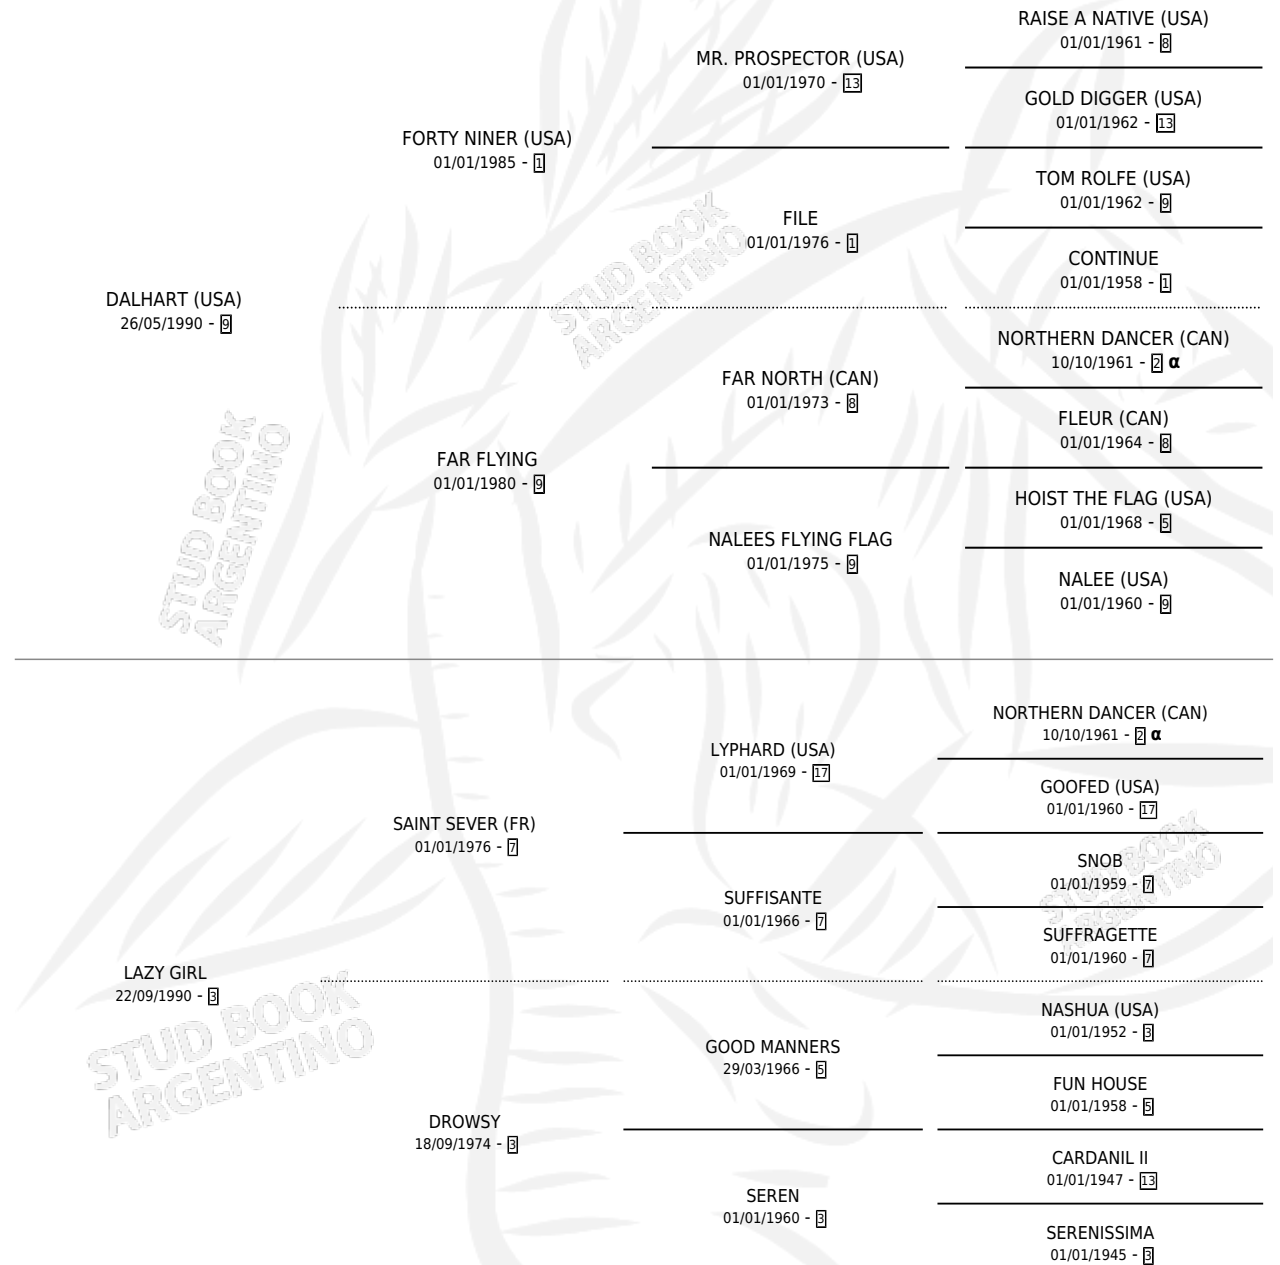 RAISE A NATIVE (USA)
01/01/1961 - 8
MR. PROSPECTOR (USA)
01/01/1970 - 13
GOLD DIGGER (USA)
01/01/1962 - 13
FORTY NINER (USA)
01/01/1985 - 1
TOM ROLFE (USA)
01/01/1962 - 9
FILE
01/01/1976 - 1
CONTINUE
01/01/1958 - 1
DALHART (USA)
26/05/1990 - 9
NORTHERN DANCER (CAN)
10/10/1961 - 2 α
FAR NORTH (CAN)
01/01/1973 - 8
FLEUR (CAN)
01/01/1964 - 8
FAR FLYING
01/01/1980 - 9
HOIST THE FLAG (USA)
01/01/1968 - 5
NALEES FLYING FLAG
01/01/1975 - 9
NALEE (USA)
01/01/1960 - 9
NORTHERN DANCER (CAN)
10/10/1961 - 2 α
LYPHARD (USA)
01/01/1969 - 17
GOOFED (USA)
01/01/1960 - 17
SAINT SEVER (FR)
01/01/1976 - 7
SNOB
01/01/1959 - 7
SUFFISANTE
01/01/1966 - 7
SUFFRAGETTE
01/01/1960 - 7
LAZY GIRL
22/09/1990 - 3
NASHUA (USA)
01/01/1952 - 3
GOOD MANNERS
29/03/1966 - 5
FUN HOUSE
01/01/1958 - 5
DROWSY
18/09/1974 - 3
CARDANIL II
01/01/1947 - 13
SEREN
01/01/1960 - 3
SERENISSIMA
01/01/1945 - 3
STUD BOOK
ARGENTINO
STUD BOOK
ARGENTINO
STUD BOOK
ARGENTINO
STUD BOOK
ARGENTINO